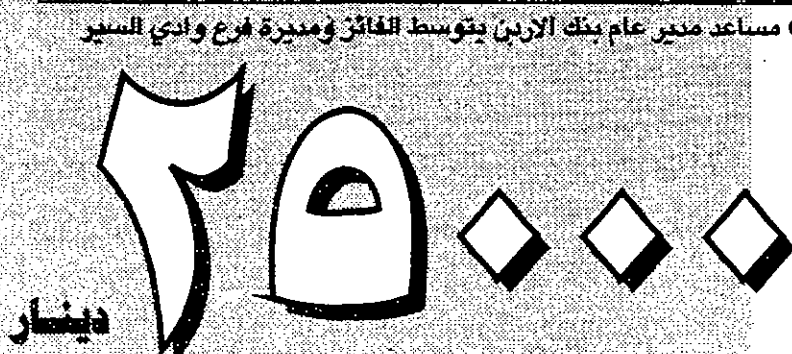 مساعد مدير عام بنك الاردن يتوسط الفائز ومديرة فرع وادي السير
٢٥٠٠٠
دينار